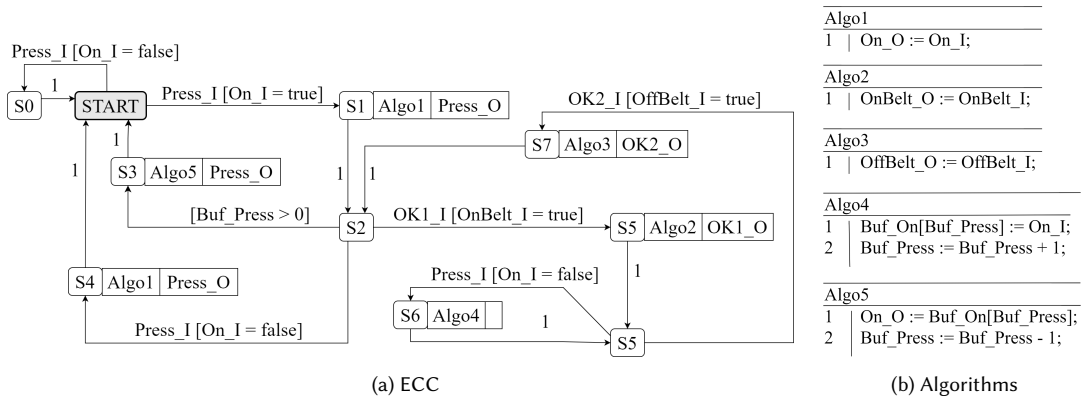 Press_I [On_I = false]
S0
1
START
Press_I [On_I = true]
S1 Algo1 Press_O
OK2_I [OffBelt_I = true]
S7 Algo3 OK2_O
1
1
S3 Algo5 Press_O
1
1
[Buf_Press > 0]
S2
OK1_I [OnBelt_I = true]
S5 Algo2 OK1_O
S4 Algo1 Press_O
Press_I [On_I = false]
1
S6 Algo4
1
Press_I [On_I = false]
S5
(a) ECC
Algo1
1 On_O := On_I;
Algo2
1 OnBelt_O := OnBelt_I;
Algo3
1 OffBelt_O := OffBelt_I;
Algo4
1 Buf_On[Buf_Press] := On_I;
2 Buf_Press := Buf_Press + 1;
Algo5
1 On_O := Buf_On[Buf_Press];
2 Buf_Press := Buf_Press - 1;
(b) Algorithms